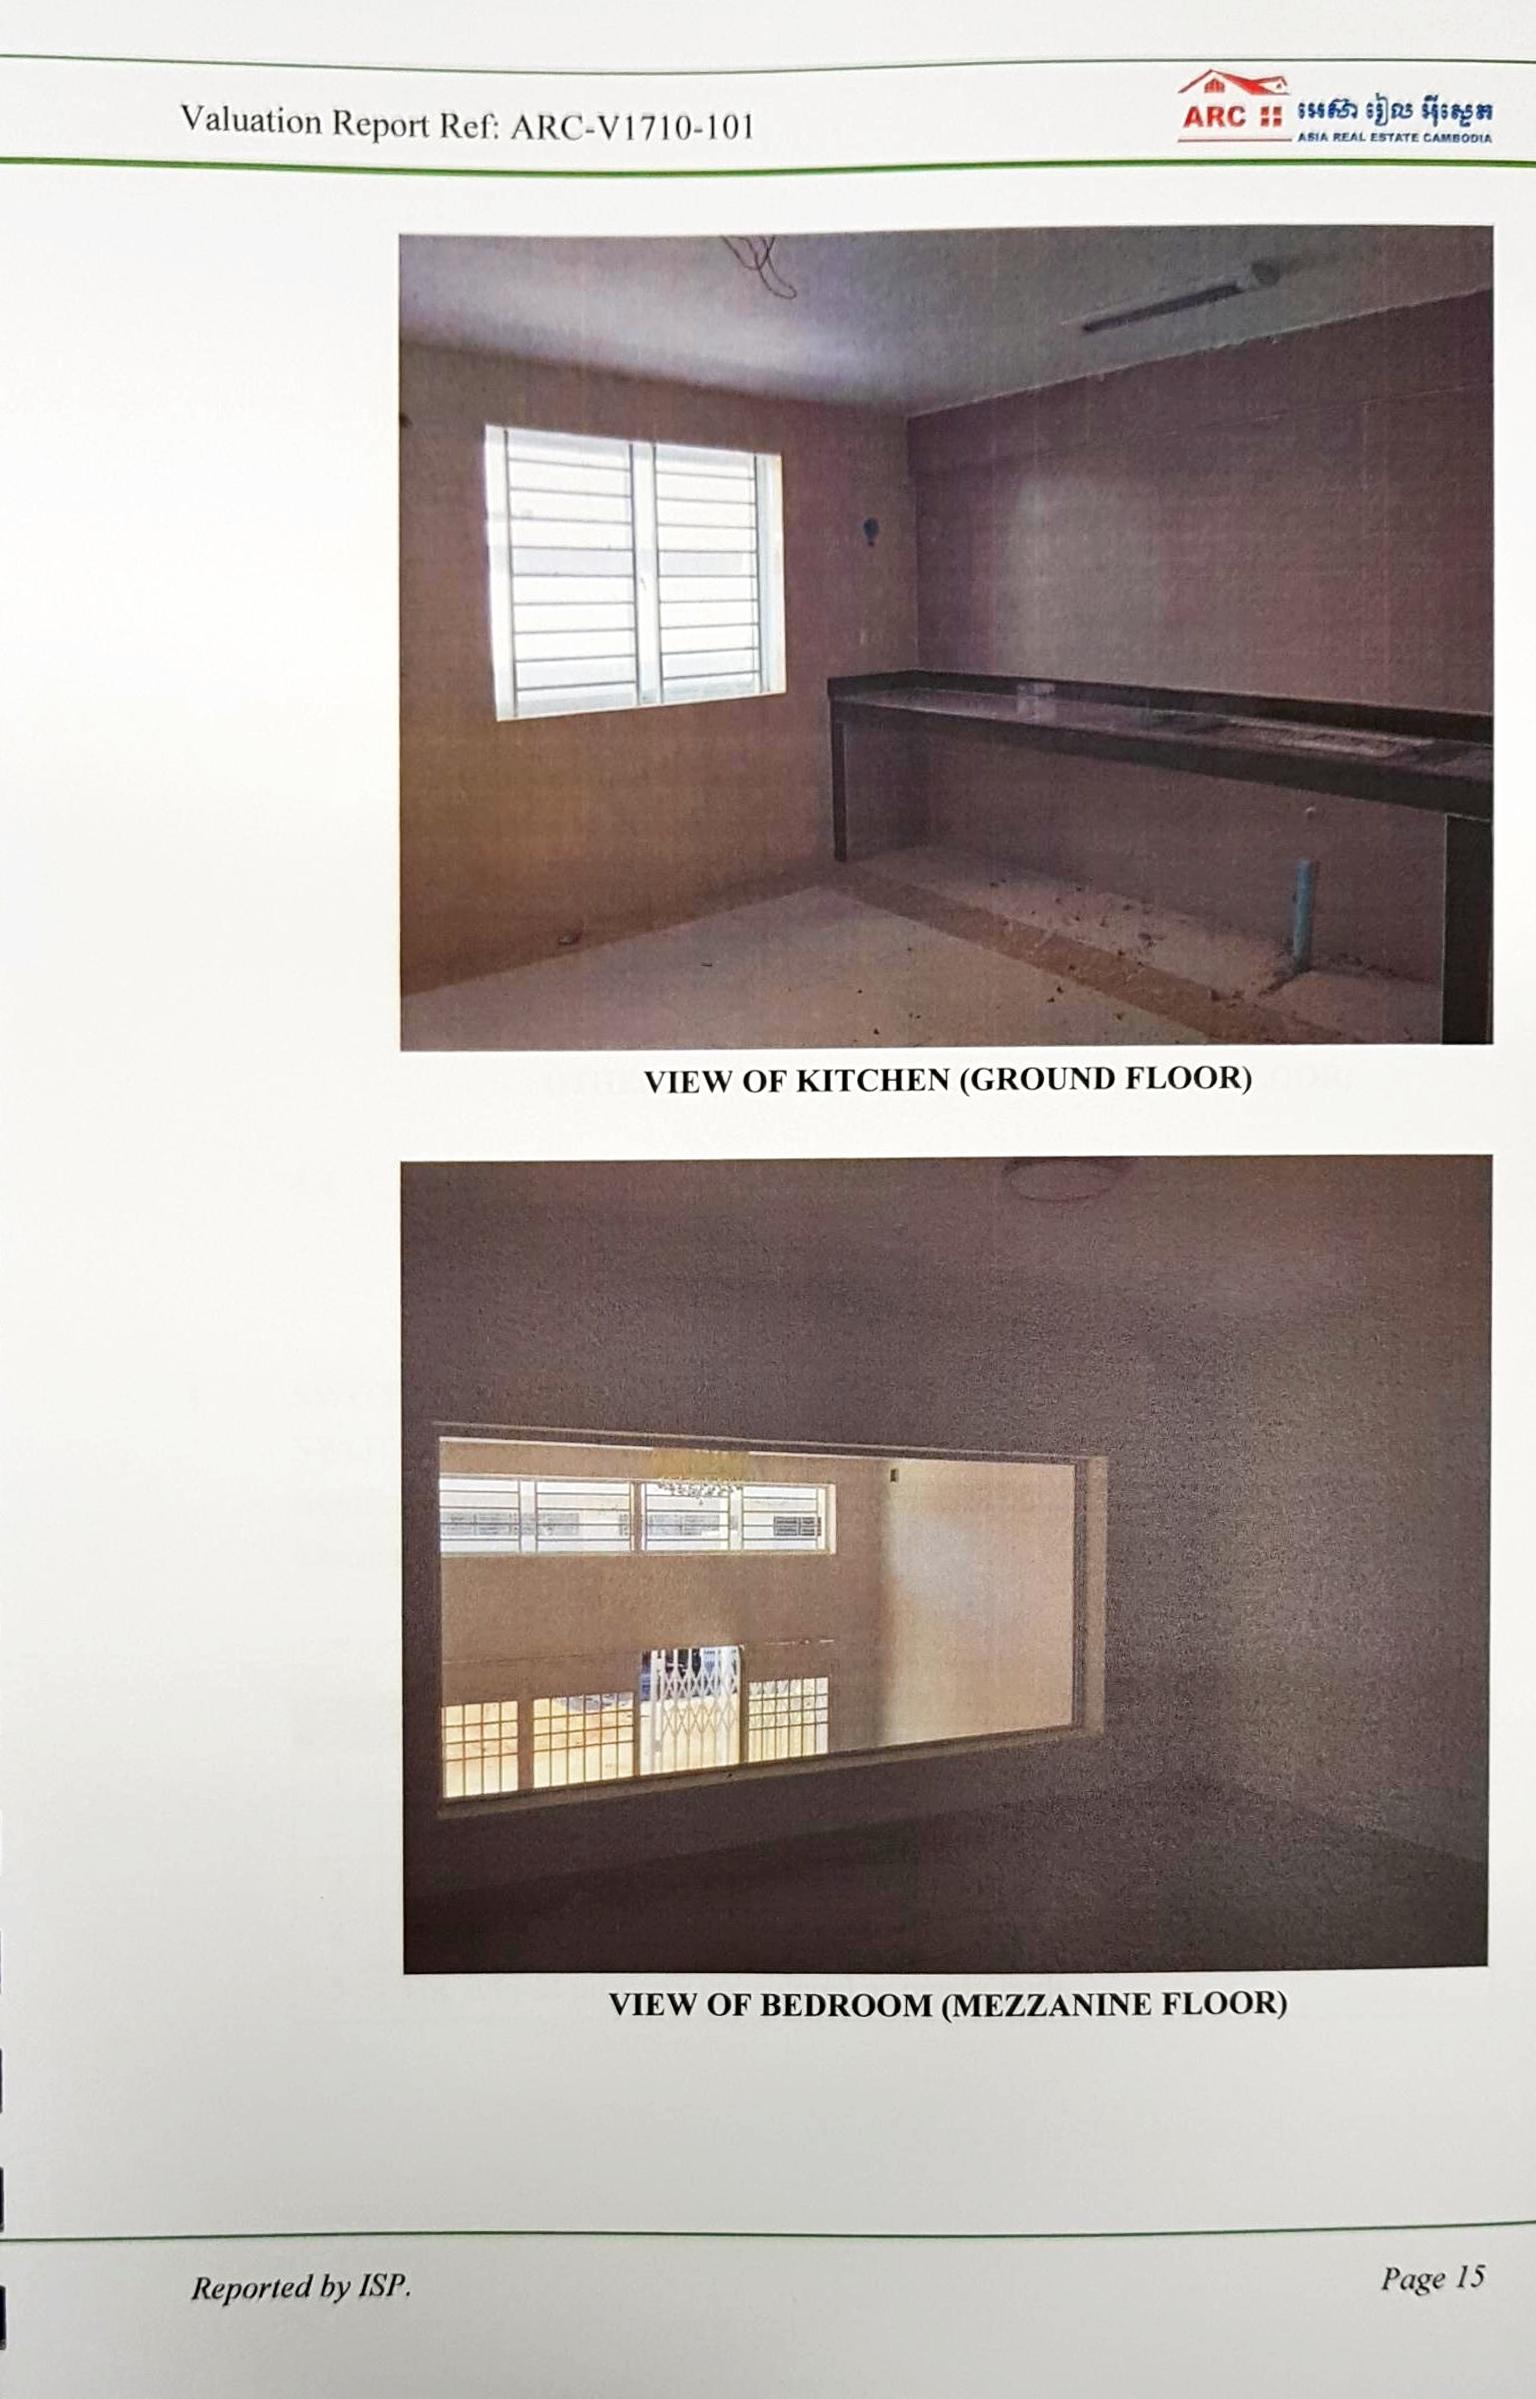 Valuation Report Ref: ARC-V1710-101
ARC អេស៊ា រៀល អ៊ីស្ទេត
ASIA REAL ESTATE CAMBODIA
VIEW OF KITCHEN (GROUND FLOOR)
VIEW OF BEDROOM (MEZZANINE FLOOR)
Reported by ISP.
Page 15